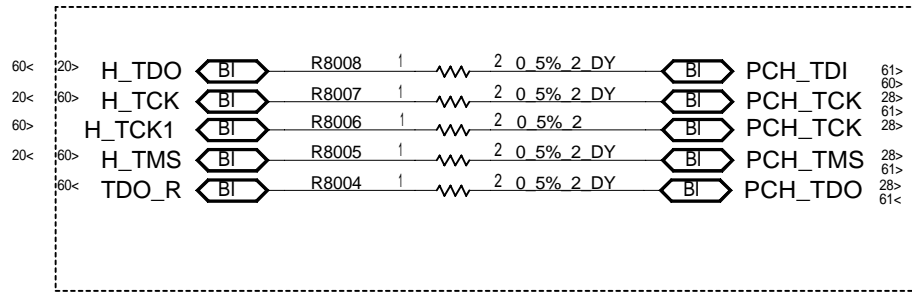 60< 20> H_TDO BI R8008 1 2 0_5%_2_DY BI PCH_TDI 61>
60>
20< 60> H_TCK BI R8007 1 2 0_5%_2_DY BI PCH_TCK 28>
61>
60> H_TCK1 BI R8006 1 2 0_5%_2 BI PCH_TCK 28>
20< 60> H_TMS BI R8005 1 2 0_5%_2_DY BI PCH_TMS 28>
61>
60< TDO_R BI R8004 1 2 0_5%_2_DY BI PCH_TDO 28>
61<